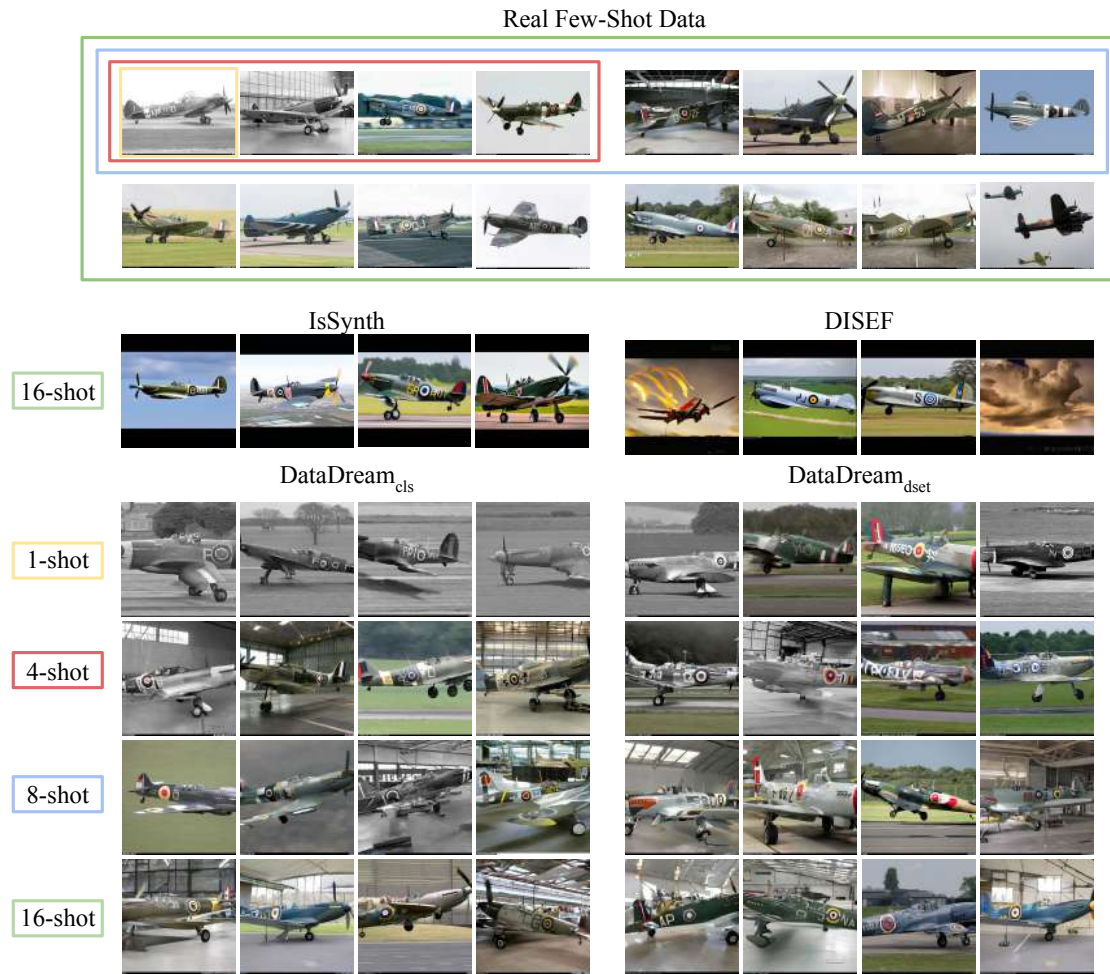 Real Few-Shot Data
IsSynth
DISEF
16-shot
DataDream_cls
DataDream_dset
1-shot
4-shot
8-shot
16-shot